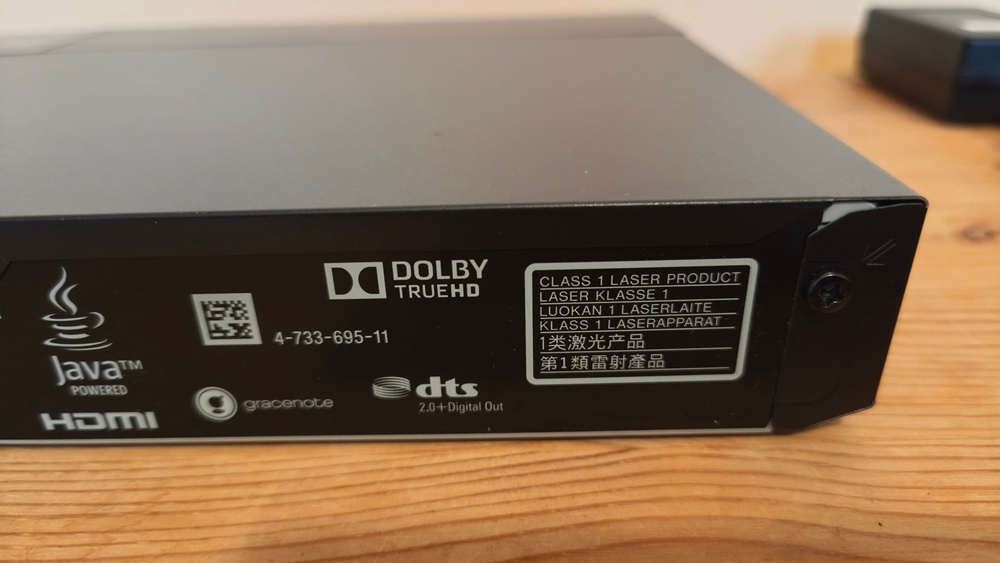 Java™
POWERED
HDMI
4-733-695-11
gracenote
DOLBY
TRUEHD
dts
2.0+Digital Out
CLASS 1 LASER PRODUCT
LASER KLASSE 1
LUOKAN 1 LASERLAITE
KLASS 1 LASERAPPARAT
1类激光产品
第1類雷射產品